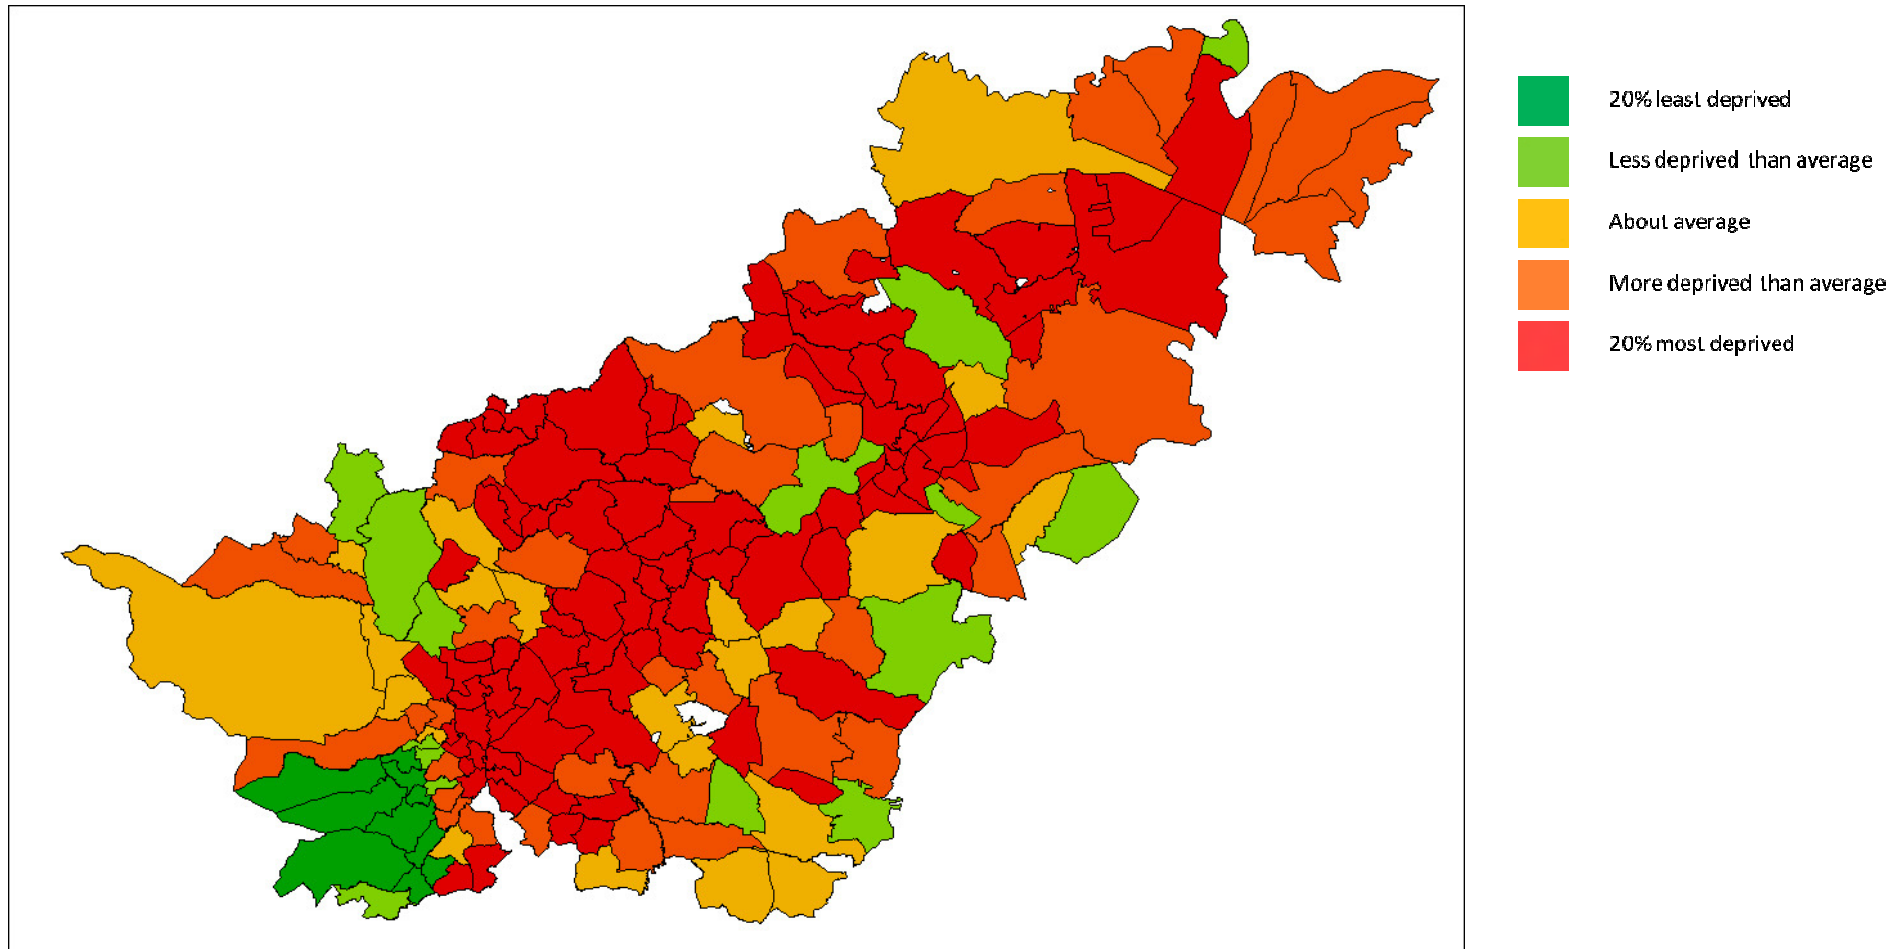 20% least deprived
Less deprived than average
About average
More deprived than average
20% most deprived